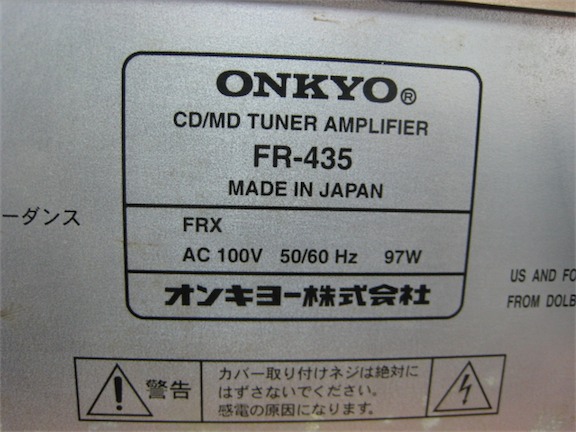 ONKYO®
CD/MD TUNER AMPLIFIER
FR-435
MADE IN JAPAN
ーダンス
FRX
AC 100V 50/60 Hz 97W
オンキヨー株式会社
US AND FO
FROM DOLB
警告
カバー取り付けネジは絶対に
はずさないでください。
感電の原因になります。